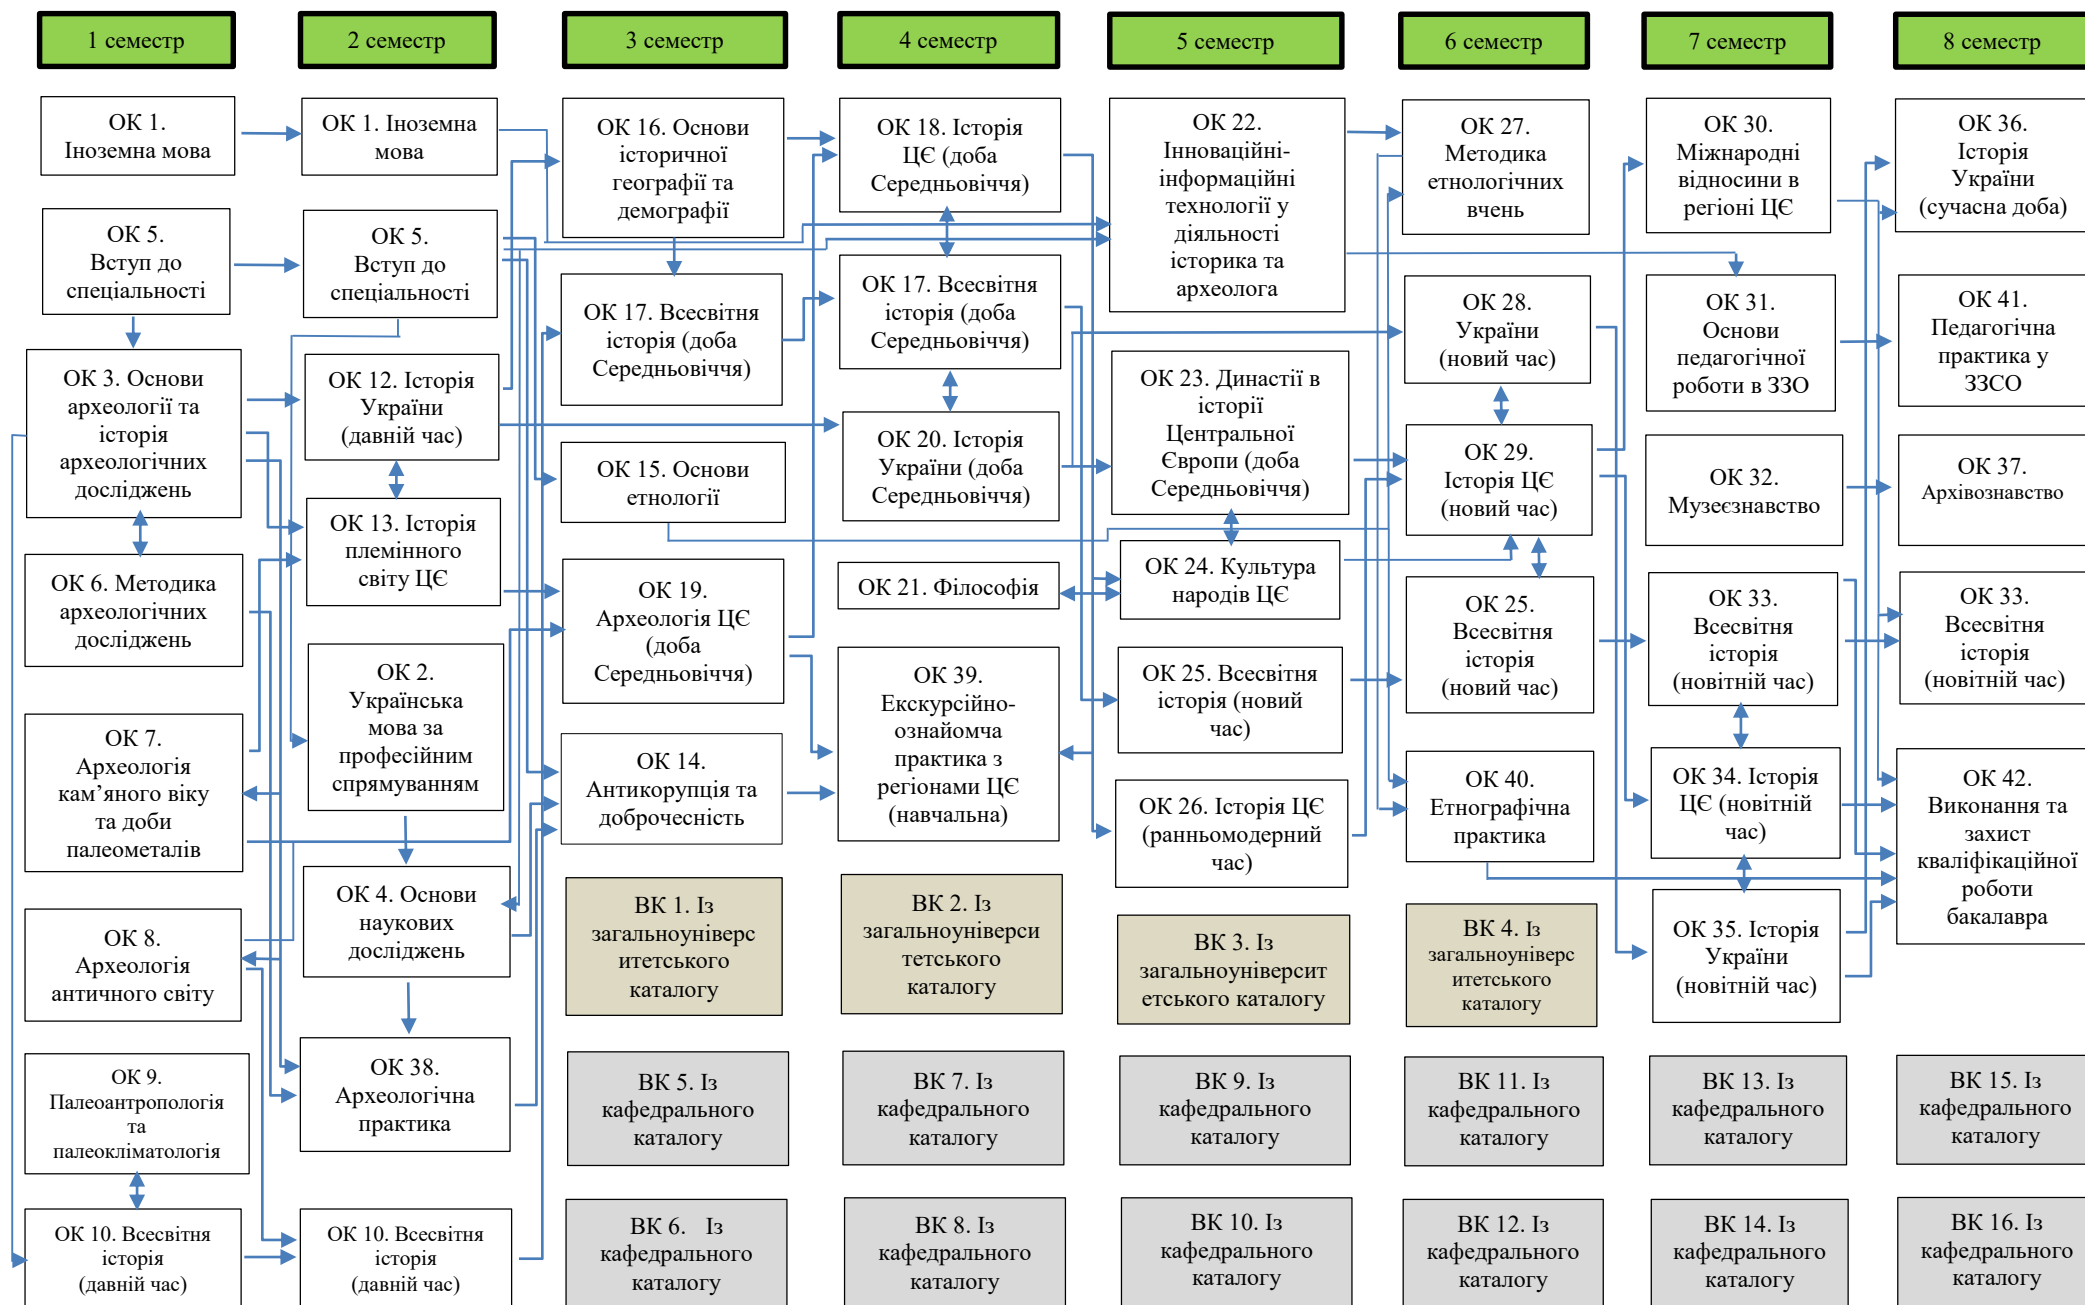 1 семестр
2 семестр
3 семестр
4 семестр
5 семестр
6 семестр
7 семестр
8 семестр
ОК 1.
Іноземна мова
ОК 5.
Вступ до
спеціальності
ОК 3. Основи
археології та
історія
археологічних
досліджень
ОК 6. Методика
археологічних
досліджень
ОК 7.
Археологія
кам’яного віку
та доби
палеометалів
ОК 8.
Археологія
античного світу
ОК 9.
Палеоантропологія
та
палеокліматологія
ОК 10. Всесвітня
історія
(давній час)
ОК 1. Іноземна
мова
ОК 5.
Вступ до
спеціальності
ОК 12. Історія
України
(давній час)
ОК 13. Історія
племінного
світу ЦЄ
ОК 2.
Українська
мова за
професійним
спрямуванням
ОК 4. Основи
наукових
досліджень
ОК 38.
Археологічна
практика
ОК 10. Всесвітня
історія
(давній час)
ОК 16. Основи
історичної
географії та
демографії
ОК 17. Всесвітня
історія (доба
Середньовіччя)
ОК 15. Основи
етнології
ОК 19.
Археологія ЦЄ
(доба
Середньовіччя)
ОК 14.
Антикорупція та
доброчесність
ВК 1. Із
загальноуніверс
итетського
каталогу
ВК 5. Із
кафедрального
каталогу
ВК 6. Із
кафедрального
каталогу
ОК 18. Історія
ЦЄ (доба
Середньовіччя)
ОК 17. Всесвітня
історія (доба
Середньовіччя)
ОК 20. Історія
України (доба
Середньовіччя)
ОК 21. Філософія
ОК 39.
Екскурсійно-
ознайомча
практика з
регіонами ЦЄ
(навчальна)
ВК 2. Із
загальноуніверси
тетського
каталогу
ВК 7. Із
кафедрального
каталогу
ВК 8. Із
кафедрального
каталогу
ОК 22.
Інноваційні-
інформаційні
технології у
діяльності
історика та
археолога
ОК 23. Династії в
історії
Центральної
Європи (доба
Середньовіччя)
ОК 24. Культура
народів ЦЄ
ОК 25. Всесвітня
історія (новий
час)
ОК 26. Історія ЦЄ
(ранньомодерний
час)
ВК 3. Із
загальноуніверсит
етського каталогу
ВК 9. Із
кафедрального
каталогу
ВК 10. Із
кафедрального
каталогу
ОК 27.
Методика
етнологічних
вчень
ОК 28.
України
(новий час)
ОК 29.
Історія ЦЄ
(новий час)
ОК 25.
Всесвітня
історія
(новий час)
ОК 40.
Етнографічна
практика
ВК 4. Із
загальноуніверс
итетського
каталогу
ВК 11. Із
кафедрального
каталогу
ВК 12. Із
кафедрального
каталогу
ОК 30.
Міжнародні
відносини в
регіоні ЦЄ
ОК 31.
Основи
педагогічної
роботи в ЗЗО
ОК 32.
Музеєзнавство
ОК 33.
Всесвітня
історія
(новітній час)
ОК 34. Історія
ЦЄ (новітній
час)
ОК 35. Історія
України
(новітній час)
ВК 13. Із
кафедрального
каталогу
ВК 14. Із
кафедрального
каталогу
ОК 36.
Історія
України
(сучасна доба)
ОК 41.
Педагогічна
практика у
ЗЗСО
ОК 37.
Архівознавство
ОК 33.
Всесвітня
історія
(новітній час)
ОК 42.
Виконання та
захист
кваліфікаційної
роботи
бакалавра
ВК 15. Із
кафедрального
каталогу
ВК 16. Із
кафедрального
каталогу